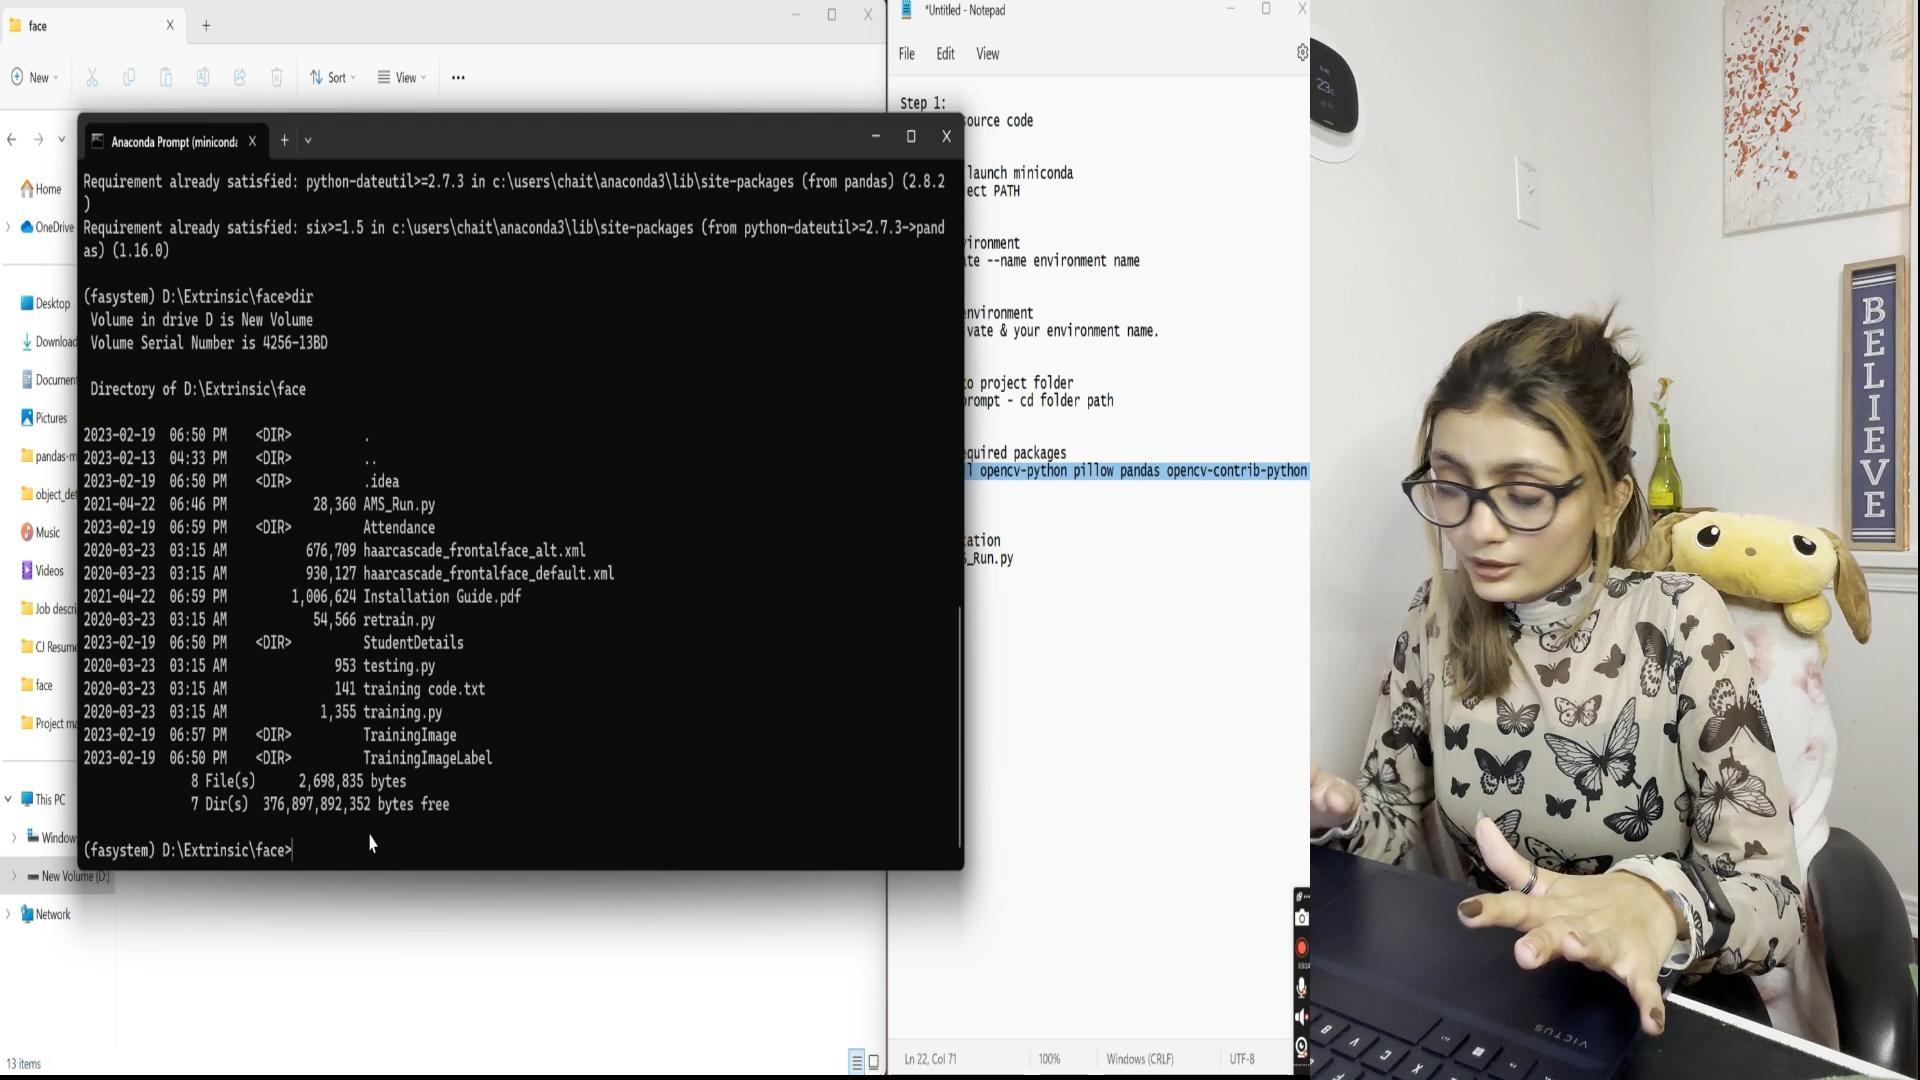 face
New
Sort
View
Home
OneDrive
Desktop
Download
Document
Pictures
pandas-m
object_det
Music
Videos
Job descri
CJ Resume
face
Project ma
This PC
Window
New Volume (D:)
Network
13 items
Anaconda Prompt (miniconda
Requirement already satisfied: python-dateutil>=2.7.3 in c:\users\chait\anaconda3\lib\site-packages (from pandas) (2.8.2
)
Requirement already satisfied: six>=1.5 in c:\users\chait\anaconda3\lib\site-packages (from python-dateutil>=2.7.3->pand
as) (1.16.0)
(fasystem) D:\Extrinsic\face>dir
Volume in drive D is New Volume
Volume Serial Number is 4256-13BD
Directory of D:\Extrinsic\face
2023-02-19 06:50 PM <DIR> .
2023-02-13 04:33 PM <DIR> ..
2023-02-19 06:50 PM <DIR> .idea
2021-04-22 06:46 PM 28,360 AMS_Run.py
2023-02-19 06:59 PM <DIR> Attendance
2020-03-23 03:15 AM 676,709 haarcascade_frontalface_alt.xml
2020-03-23 03:15 AM 930,127 haarcascade_frontalface_default.xml
2021-04-22 06:59 PM 1,006,624 Installation Guide.pdf
2020-03-23 03:15 AM 54,566 retrain.py
2023-02-19 06:50 PM <DIR> StudentDetails
2020-03-23 03:15 AM 953 testing.py
2020-03-23 03:15 AM 141 training code.txt
2020-03-23 03:15 AM 1,355 training.py
2023-02-19 06:57 PM <DIR> TrainingImage
2023-02-19 06:50 PM <DIR> TrainingImageLabel
8 File(s) 2,698,835 bytes
7 Dir(s) 376,897,892,352 bytes free
(fasystem) D:\Extrinsic\face>
*Untitled - Notepad
File Edit View
Step 1:
ource code
launch miniconda
ect PATH
ironment
te --name environment name
nvironment
vate & your environment name.
o project folder
rompt - cd folder path
quired packages
l opencv-python pillow pandas opencv-contrib-python
ation
S_Run.py
Ln 22, Col 71
100%
Windows (CRLF)
UTF-8
23
BELIEVE
VICTUS